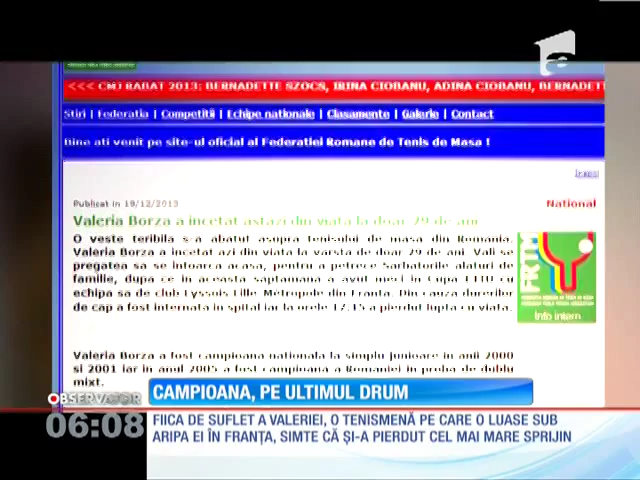 <<< CMJ RABAT 2013: BERNADETTE SZOCS, IRINA CIOBANU, ADINA CIOBANU, BERNADET
Stiri | Federatia | Competitii | Echipe nationale | Clasamente | Galerie | Contact
Bine ati venit pe site-ul oficial al Federatiei Romane de Tenis de Masa !
Publicat in 19/12/2013
National
Valeria Borza a incetat astazi din viata la doar 29 de ani
O veste teribila s-a abatut asupra tenisului de masa din Romania.
Valeria Borza a incetat azi din viata la varsta de doar 29 de ani. Vali se
pregatea sa se intoarca acasa, pentru a petrece Sarbatorile alaturi de
familie, dupa ce in aceasta saptamana a avut meci in Cupa ETTU cu
echipa sa de club Lyssois Lille Métropole din Franta. Din cauza durerilor
de cap a fost internata in spital iar la orele 17.15 a pierdut lupta cu viata.
FRTM
info intern
Valeria Borza a fost campioana nationala la simplu junioare in anii 2000
si 2001 iar in anul 2005 a fost campioana a Romaniei in proba de dublu
mixt.
OBSERVATOR
CAMPIOANA, PE ULTIMUL DRUM
06:08
FIICA DE SUFLET A VALERIEI, O TENISMENĂ PE CARE O LUASE SUB
ARIPA EI ÎN FRANȚA, SIMTE CĂ ȘI-A PIERDUT CEL MAI MARE SPRIJIN